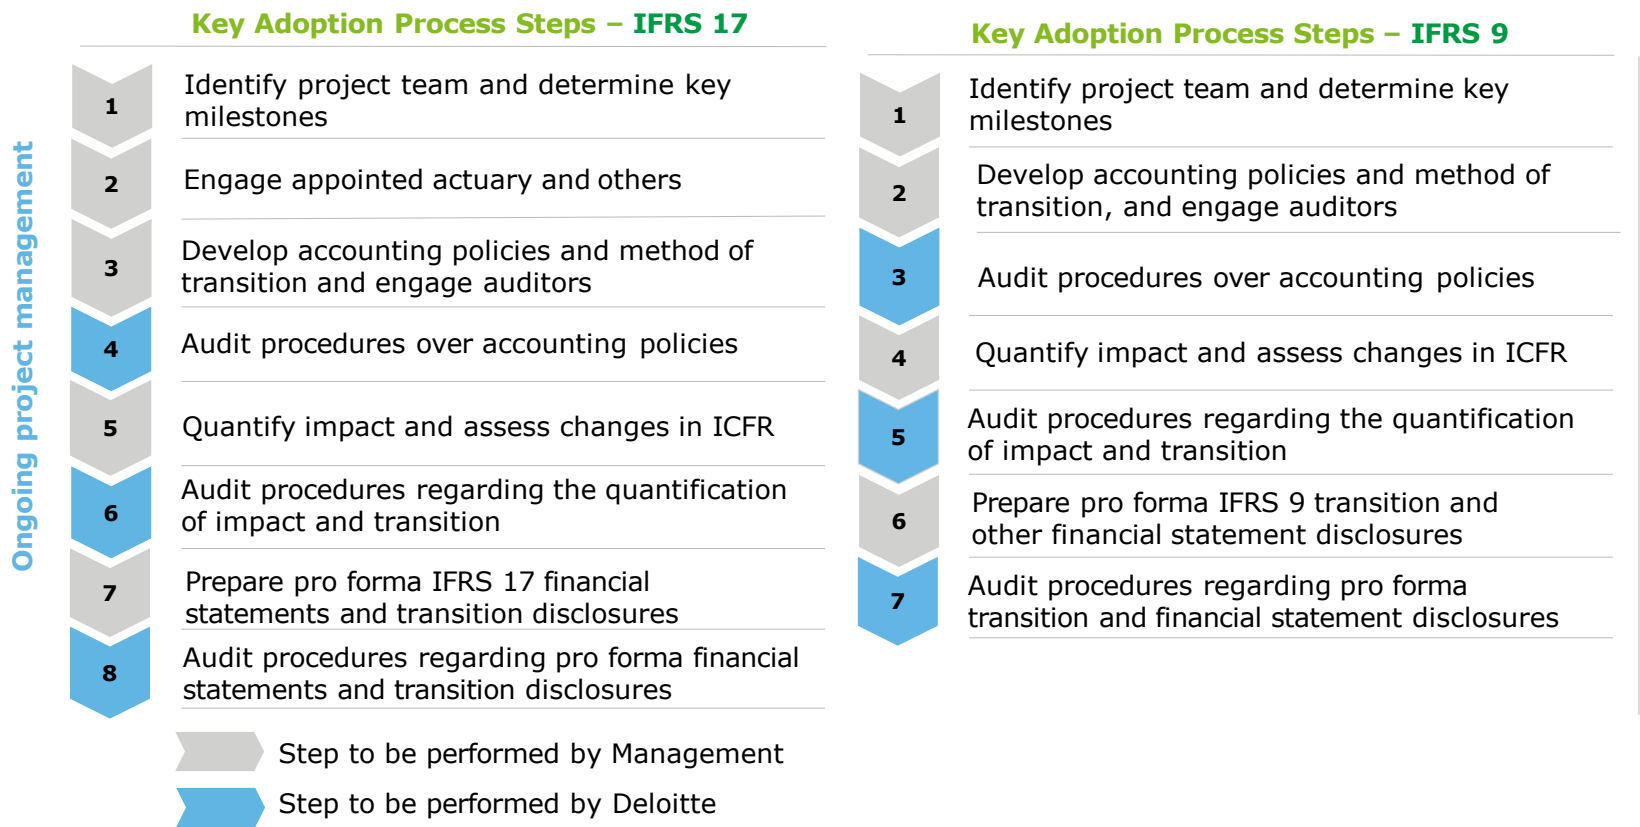 Key Adoption Process Steps – IFRS 17
Ongoing project management
1
Identify project team and determine key
milestones
2
Engage appointed actuary and others
3
Develop accounting policies and method of
transition and engage auditors
4
Audit procedures over accounting policies
5
Quantify impact and assess changes in ICFR
6
Audit procedures regarding the quantification
of impact and transition
7
Prepare pro forma IFRS 17 financial
statements and transition disclosures
8
Audit procedures regarding pro forma financial
statements and transition disclosures
Key Adoption Process Steps – IFRS 9
1
Identify project team and determine key
milestones
2
Develop accounting policies and method of
transition, and engage auditors
3
Audit procedures over accounting policies
4
Quantify impact and assess changes in ICFR
5
Audit procedures regarding the quantification
of impact and transition
6
Prepare pro forma IFRS 9 transition and
other financial statement disclosures
7
Audit procedures regarding pro forma
transition and financial statement disclosures
Step to be performed by Management
Step to be performed by Deloitte